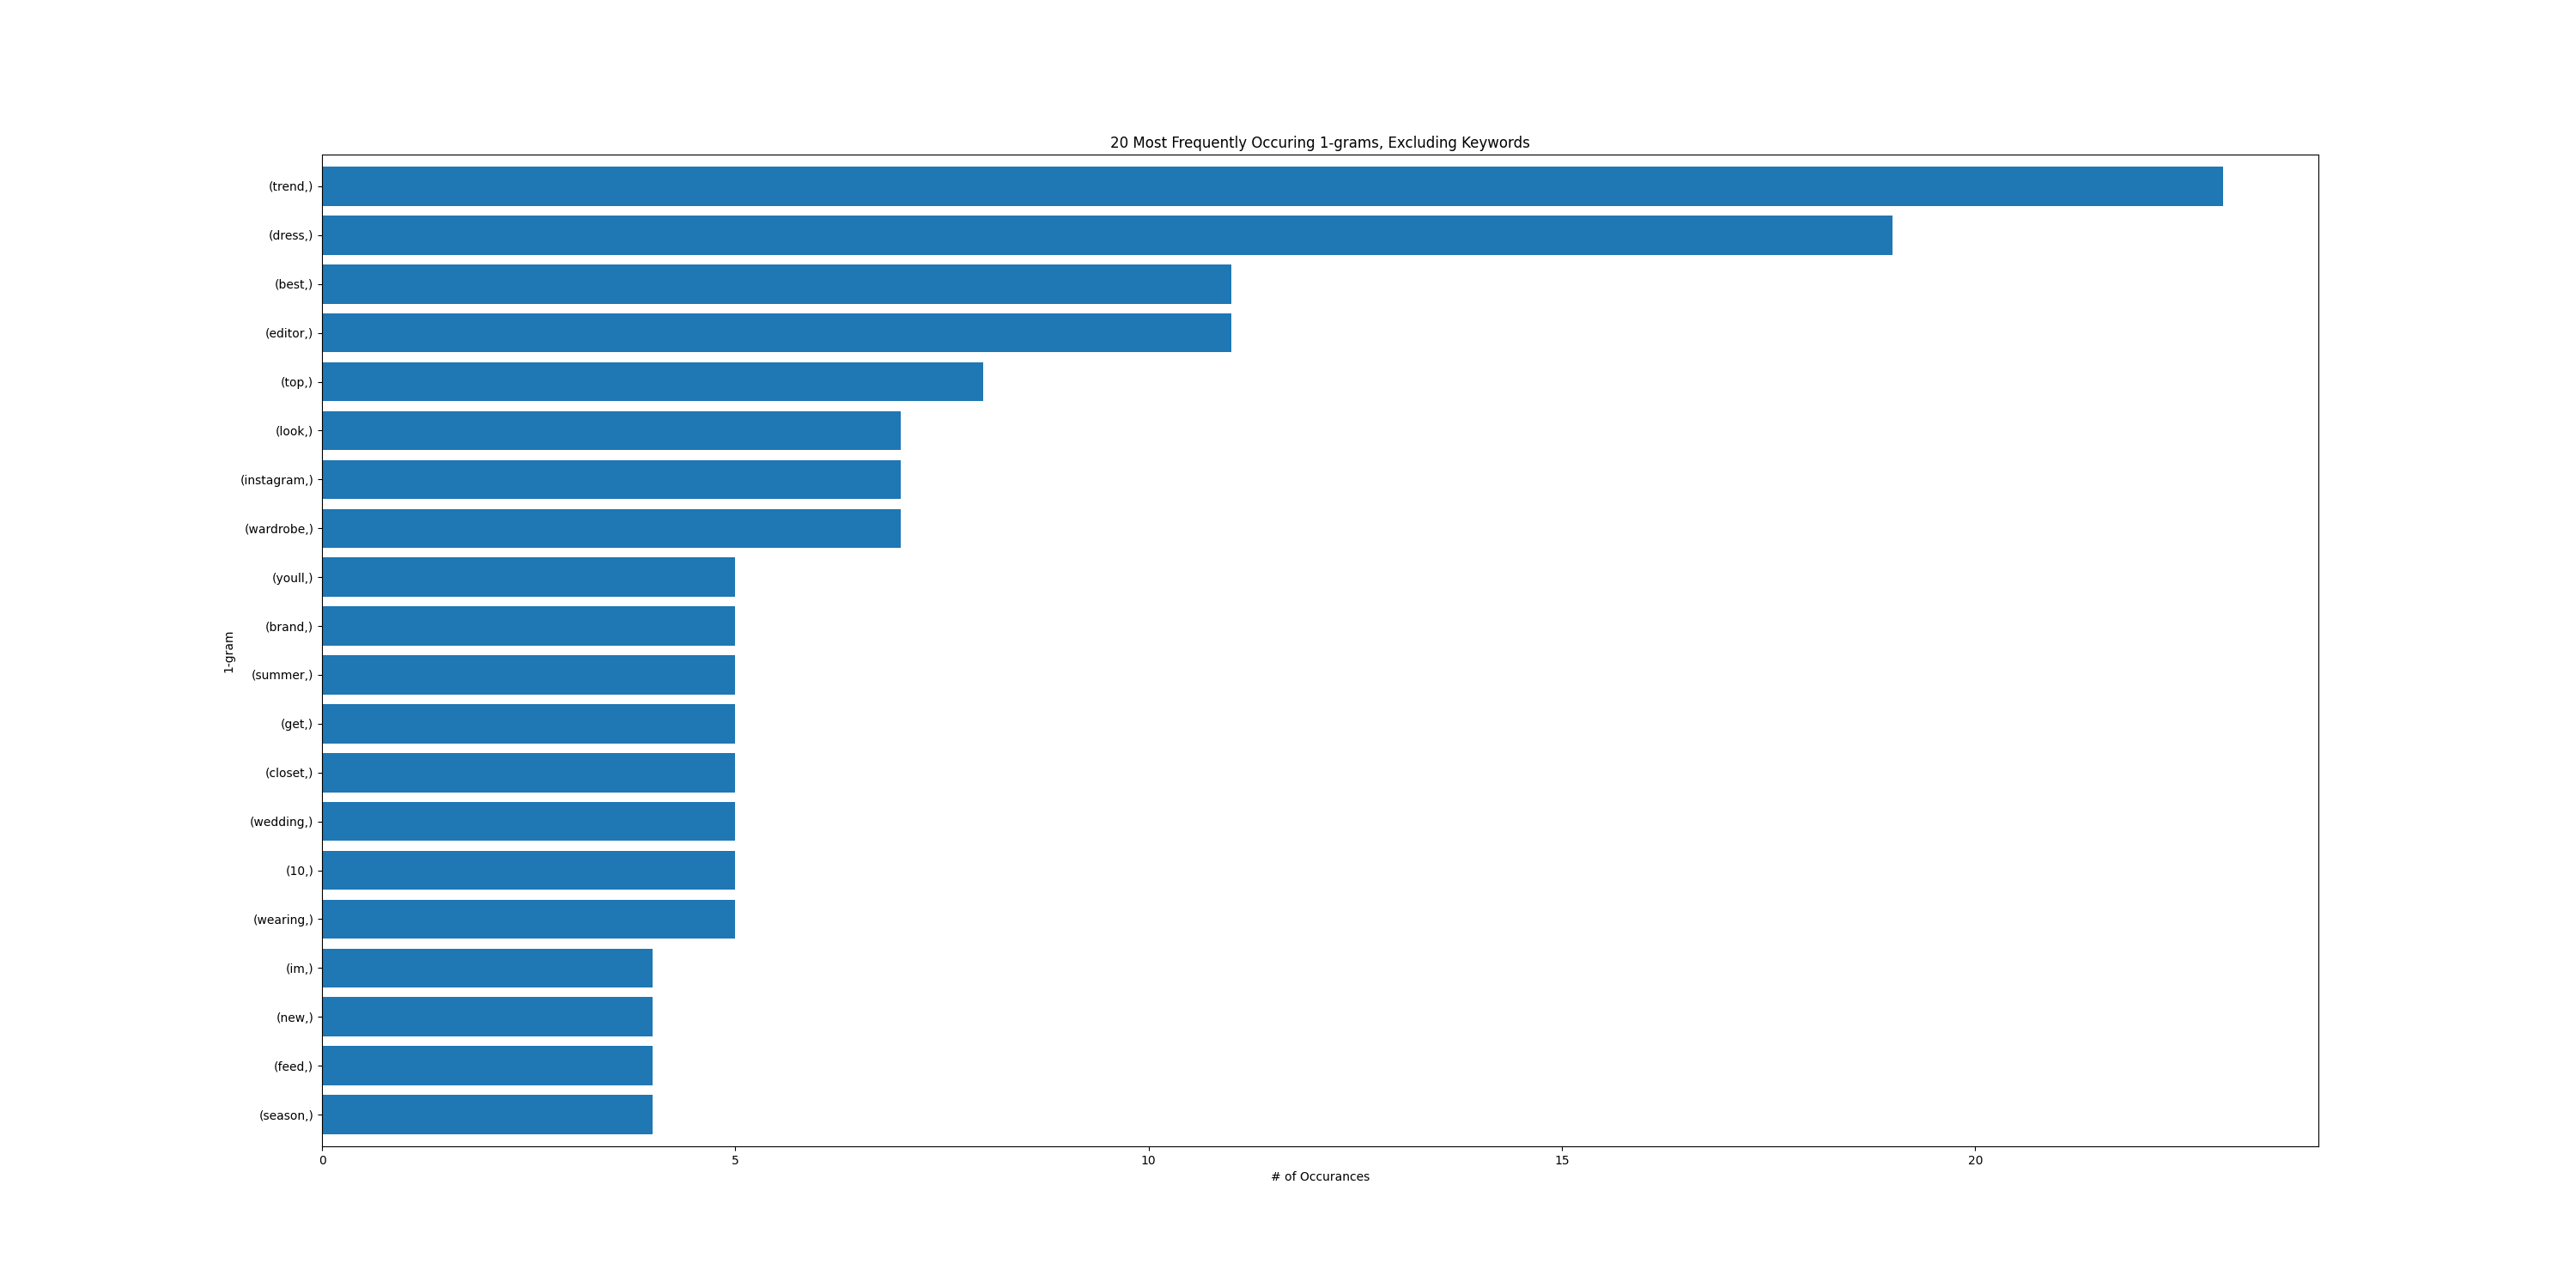 20 Most Frequently Occuring 1-grams, Excluding Keywords
(trend,)
(dress,)
(best,)
(editor,)
(top,)
(look,)
(instagram,)
(wardrobe,)
(youll,)
(brand,)
(summer,)
(get,)
(closet,)
(wedding,)
(10,)
(wearing,)
(im,)
(new,)
(feed,)
(season,)
1-gram
0 5 10 15 20
# of Occurances